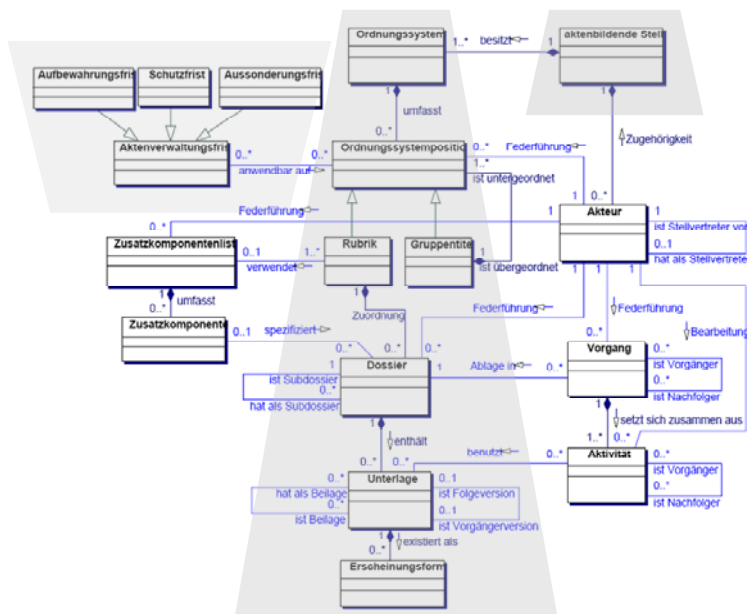 Ordnungssystem
1..*
besitzt
1
aktenbildende Stell
1
1
Aufbewahrungsfris
Schutzfrist
Aussonderungsfris
umfasst
0..*
Zugehörigkeit
Aktenverwaltungsfris
0..*
anwendbar auf
0..*
Ordnungssystemposition
0..*
Federführung
1..*
ist untergeordnet
1
0..*
Federführung
0..*
1
Akteur
1
ist Stellvertreter von
0..1
hat als Stellvertreter
Zusatzkomponentenlist
0..1
verwendet
1..*
Rubrik
Gruppentite
1
ist übergeordnet
1
1
1
1
1
umfasst
0..*
Zuordnung
Federführung
Federführung
Bearbeitung
Zusatzkomponente
0..1
spezifiziert
0..*
0..*
0..*
0..*
Dossier
1
ist Subdossier
0..*
hat als Subdossier
1
Ablage in
0..*
Vorgang
0..*
ist Vorgänger
0..*
ist Nachfolger
1
1
enthält
setzt sich zusammen aus
0..*
0..*
benutzt
0..*
1..*
0..*
Aktivität
0..*
ist Vorgänger
0..*
ist Nachfolger
Unterlage
0..*
hat als Beilage
0..*
ist Beilage
0..1
ist Folgeversion
0..1
ist Vorgängerversion
1
existiert als
0..*
Erscheinungsform